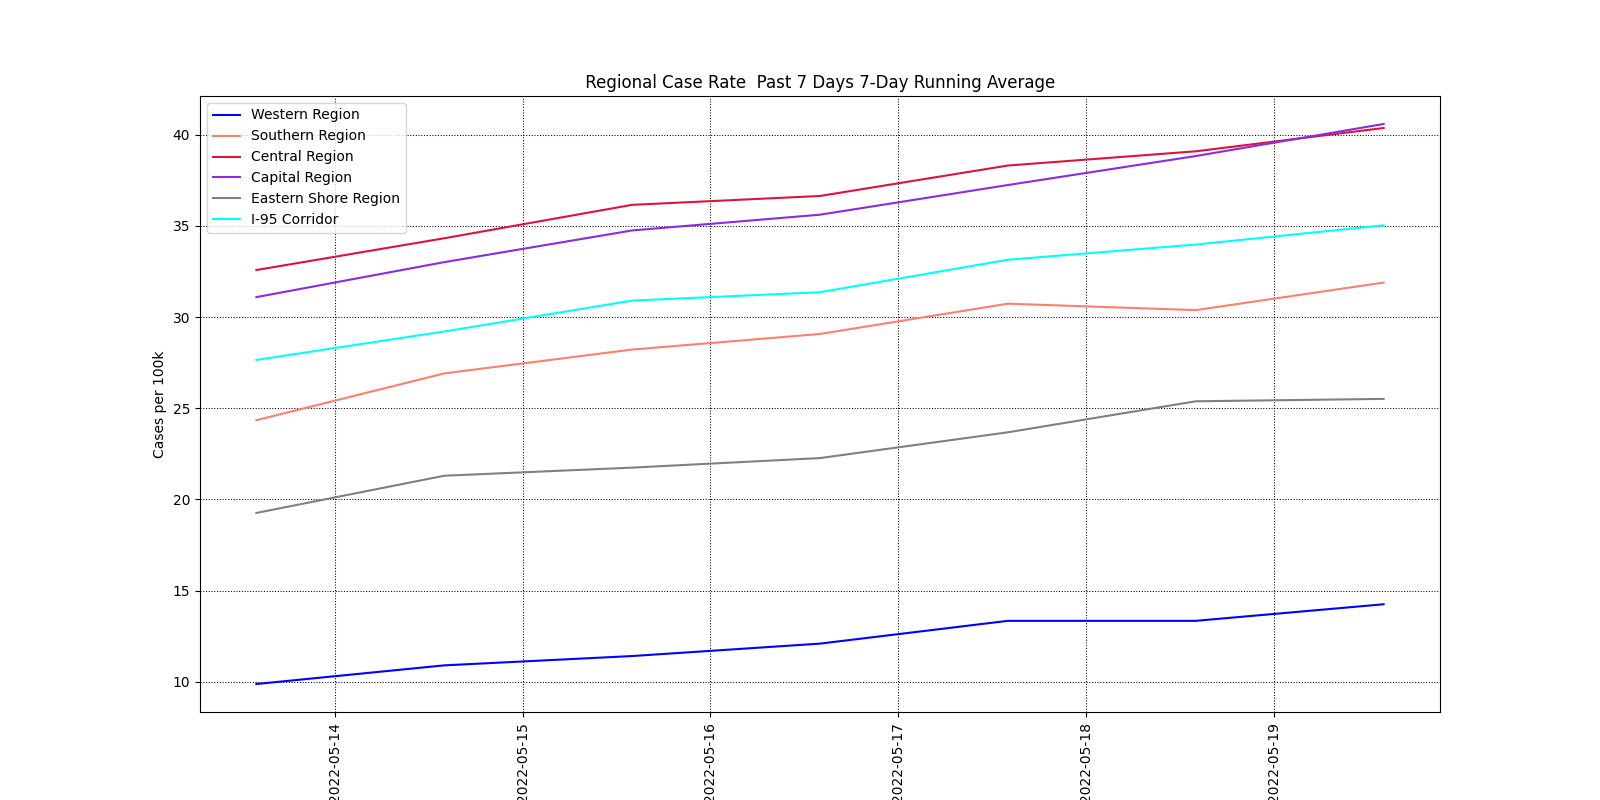 Regional Case Rate  Past 7 Days 7-Day Running Average
Western Region
Southern Region
Central Region
Capital Region
Eastern Shore Region
I-95 Corridor
Cases per 100k
40
35
30
25
20
15
10
2022-05-14
2022-05-15
2022-05-16
2022-05-17
2022-05-18
2022-05-19